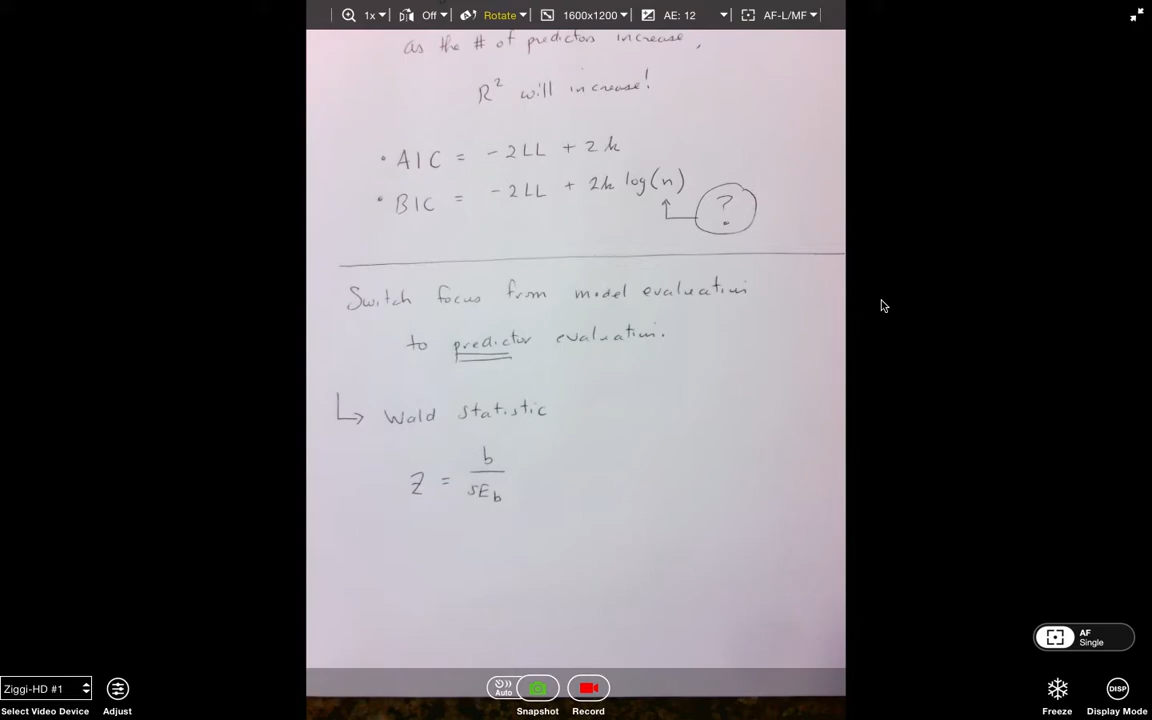 1x Off Rotate 1600x1200 AE: 12 AF-L/MF
as the # of predictors increase,
R² will increase!
• AIC = -2LL + 2k
• BIC = -2LL + 2k log(n)
?
Switch focus from model evaluation
to predictor evaluation.
Wald statistic
Z = b / SE_b
AF
Single
Ziggi-HD #1
Auto
DISP
Select Video Device Adjust Snapshot Record Freeze Display Mode